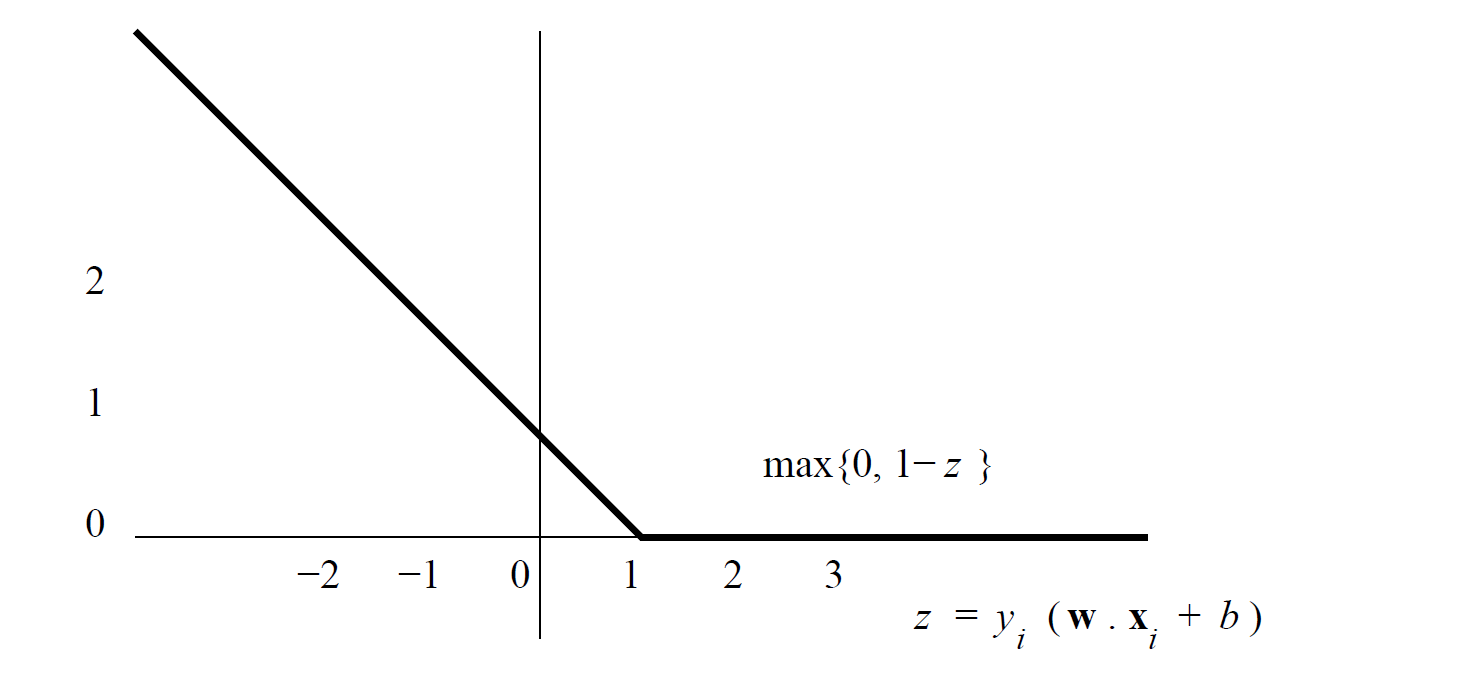 2
1
max{0, 1− z }
0
−2 −1 0 1 2 3
z = y_i (w . x_i + b)